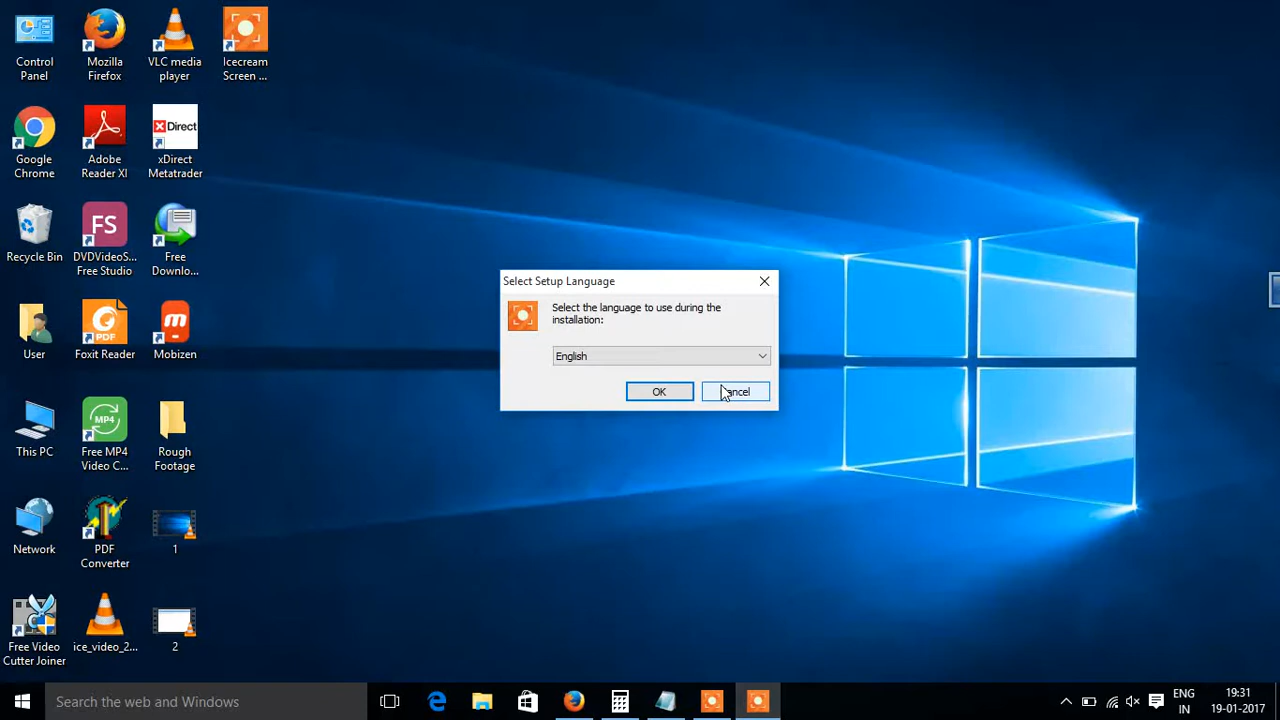 Control
Panel
Mozilla
Firefox
VLC media
player
Icecream
Screen ...
Google
Chrome
Adobe
Reader XI
Direct
xDirect
Metatrader
Recycle Bin
FS
DVDVideoS...
Free Studio
Free
Downlo...
User
PDF
Foxit Reader
Mobizen
This PC
MP4
Free MP4
Video C...
Rough
Footage
Network
PDF
Converter
1
Free Video
Cutter Joiner
ice_video_2...
2
Select Setup Language
Select the language to use during the
installation:
English
OK
Cancel
Search the web and Windows
ENG
IN
19:31
19-01-2017